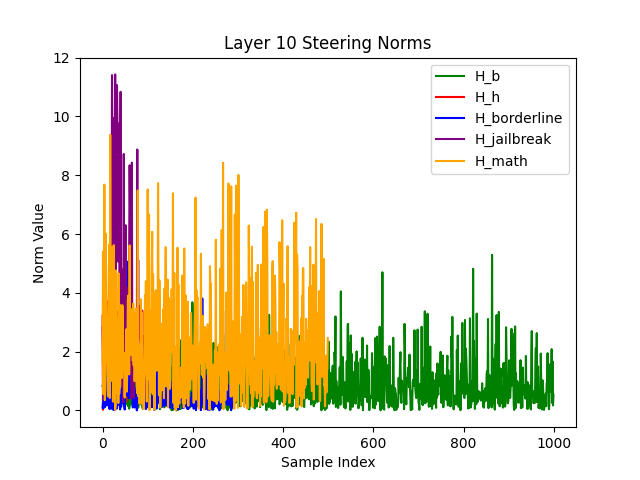 Layer 10 Steering Norms
Norm Value
12
10
8
6
4
2
0
H_b
H_h
H_borderline
H_jailbreak
H_math
0 200 400 600 800 1000
Sample Index